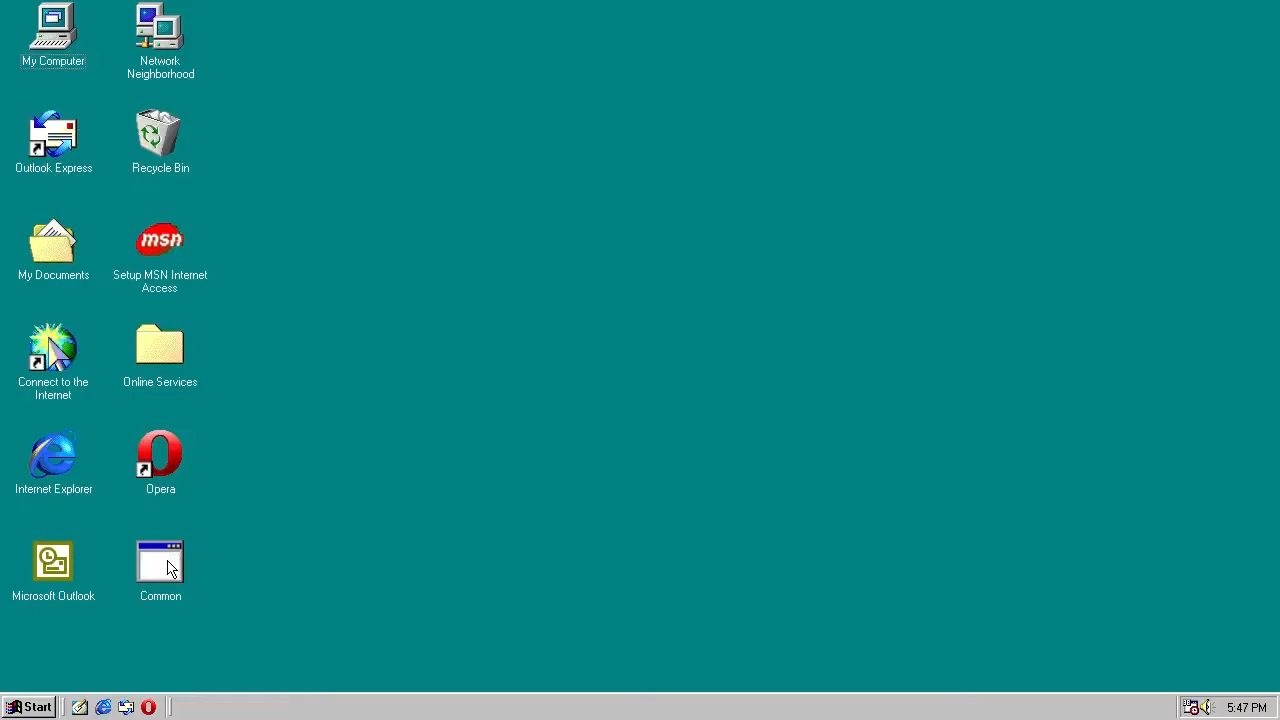 My Computer
Network
Neighborhood
Outlook Express
Recycle Bin
My Documents
msn
Setup MSN Internet
Access
Connect to the
Internet
Online Services
Internet Explorer
Opera
Microsoft Outlook
Common
Start
5:47 PM